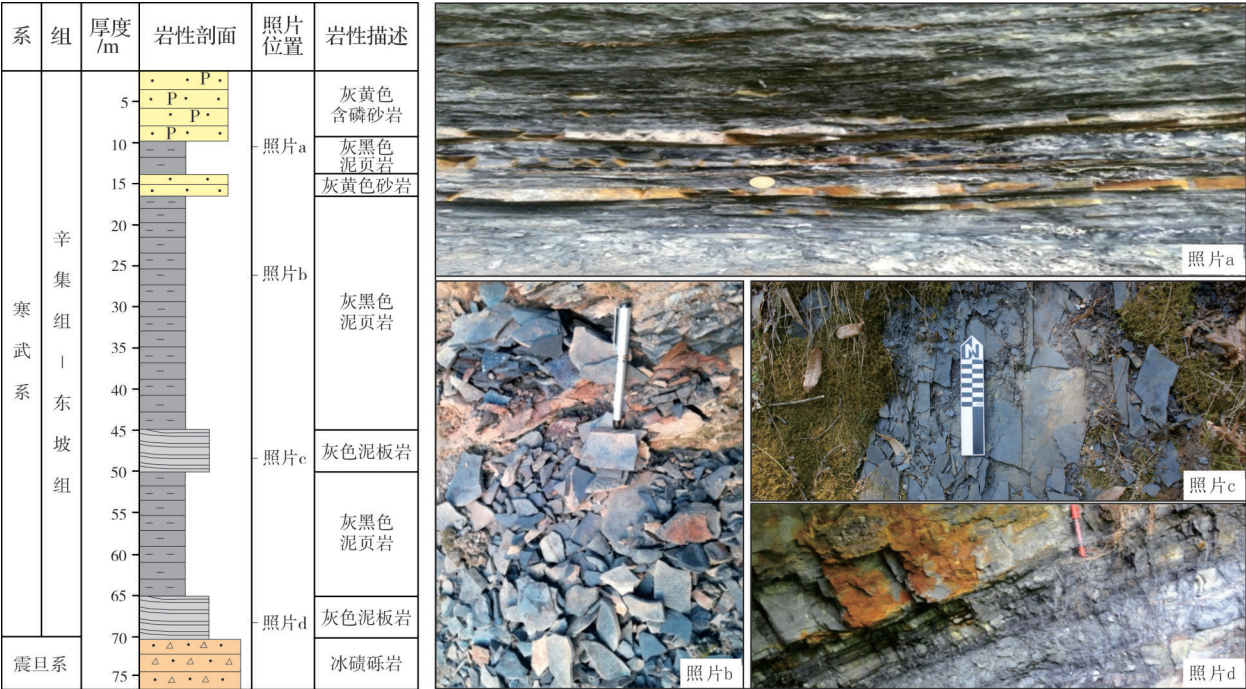 系
组
厚度
/m
岩性剖面
照片
位置
岩性描述
寒武系
辛集组—东坡组
震旦系
5
10
15
20
25
30
35
40
45
50
55
60
65
70
75
P
P
P
P
照片a
照片b
照片c
照片d
灰黄色
含磷砂岩
灰黑色
泥页岩
灰黄色砂岩
灰黑色
泥页岩
灰色泥板岩
灰黑色
泥页岩
灰色泥板岩
冰碛砾岩
照片a
照片b
照片c
照片d